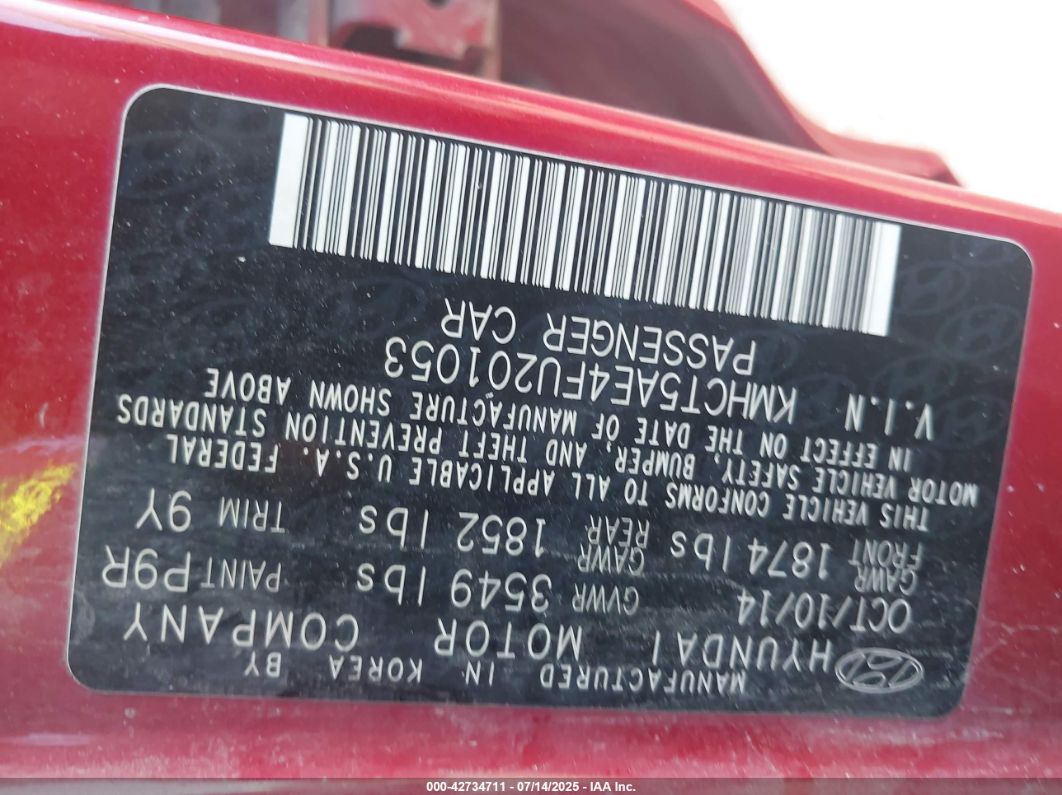 MANUFACTURED IN KOREA BY
HYUNDAI MOTOR COMPANY
OCT/10/14 GVWR 3549 lbs PAINT P9R
GAWR FRONT 1874 lbs GAWR REAR 1852 lbs TRIM 9Y
THIS VEHICLE CONFORMS TO ALL APPLICABLE U.S.A. FEDERAL
MOTOR VEHICLE SAFETY, BUMPER, AND THEFT PREVENTION STANDARDS
IN EFFECT ON THE DATE OF MANUFACTURE SHOWN ABOVE
V.I.N KMHCT5AE4FU201053
PASSENGER CAR
000-42734711 - 07/14/2025 - IAA Inc.